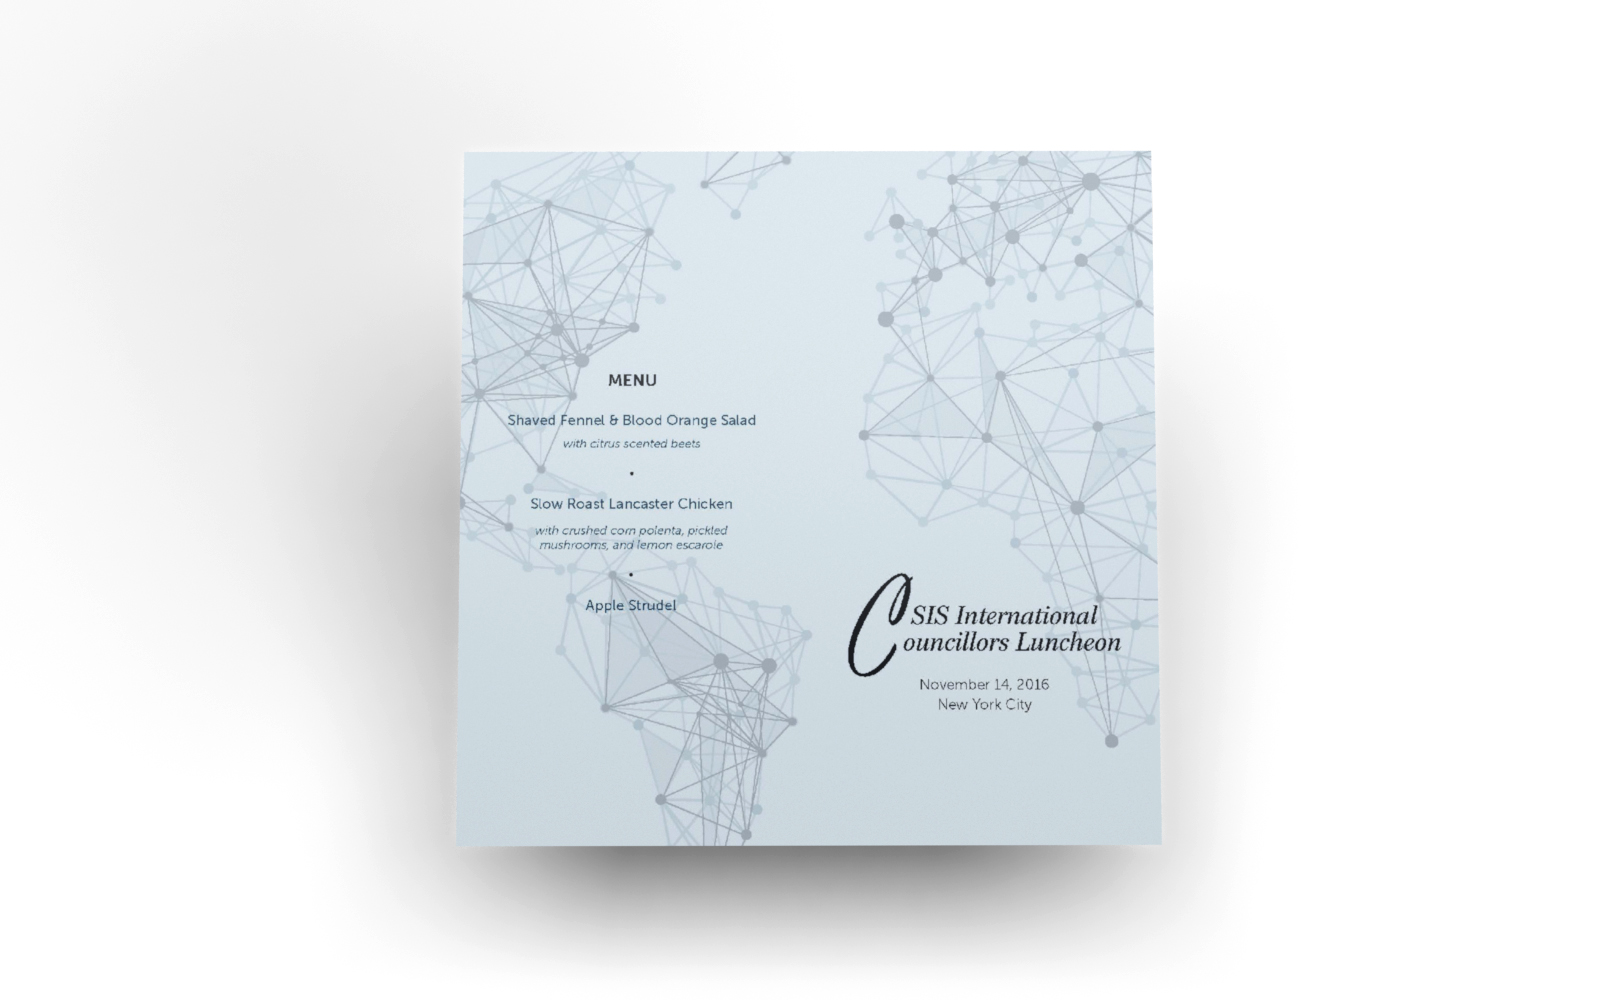 MENU
Shaved Fennel & Blood Orange Salad
with citrus scented beets
•
Slow Roast Lancaster Chicken
with crushed corn polenta, pickled
mushrooms, and lemon escarole
•
Apple Strudel
CSIS International
Councillors Luncheon
November 14, 2016
New York City